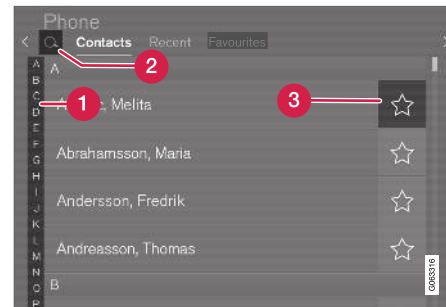 Phone
Contacts Recent Favourites
A
B
C
D
E
F
G
H
I
J
K
L
M
N
O
P
A
2
1
Melita
3
Abrahamsson, Maria
Andersson, Fredrik
Andreasson, Thomas
B
G063316